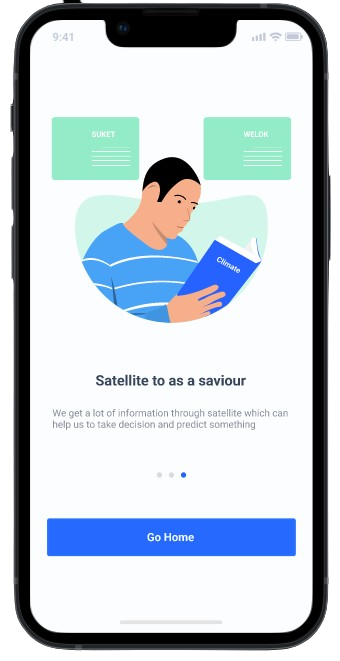 9:41
SUKET
WELOK
Climate
Satellite to as a saviour
We get a lot of information through satellite which can
help us to take decision and predict something
Go Home